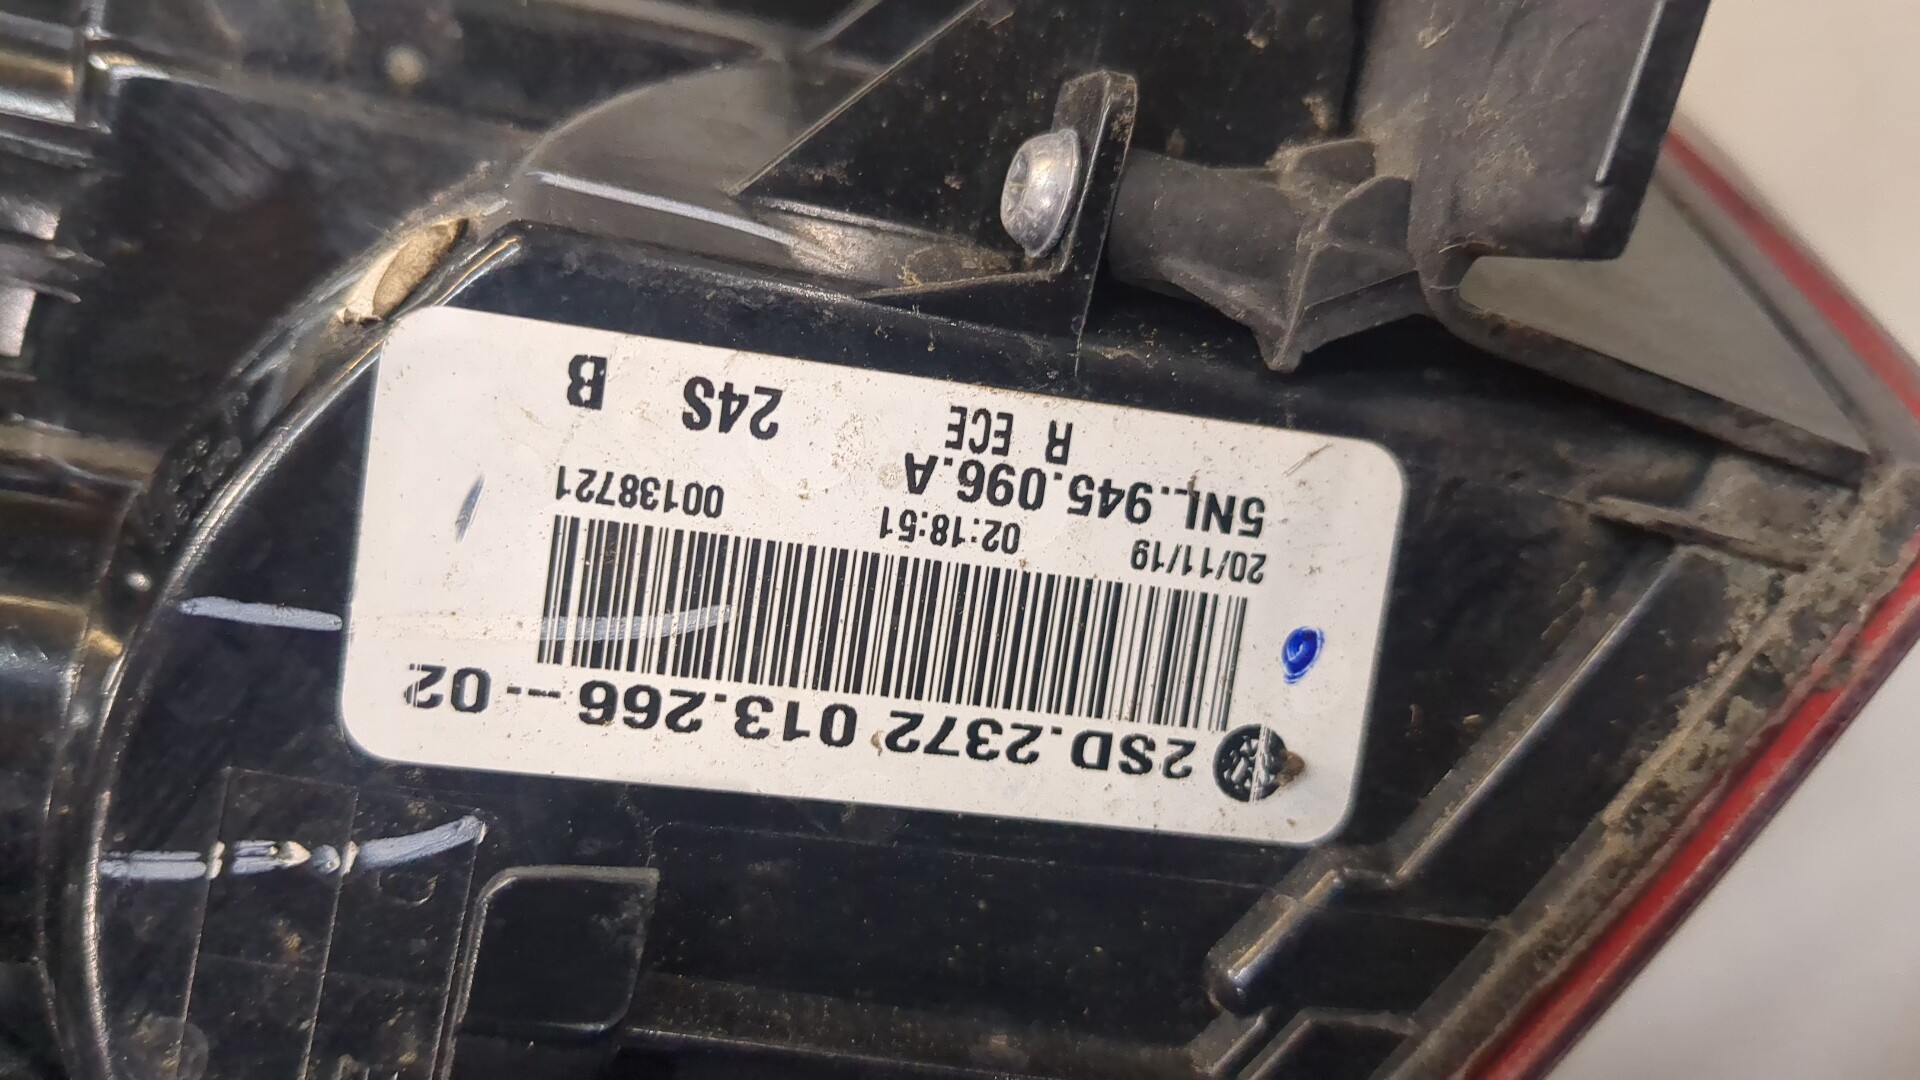 2SD.2372 013.266--02
20/11/19 02:18:51 00138721
5NL.945.096.A
R ECE 24S B